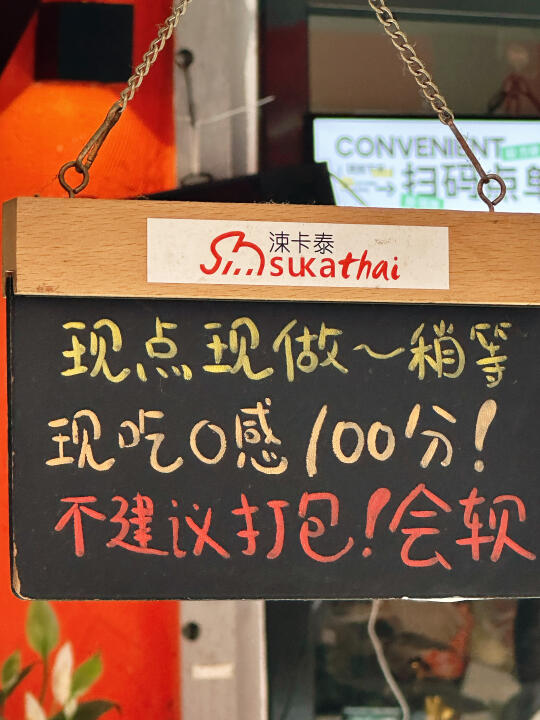 CONVENIENT
扫码点单
涑卡泰
sukathai
现点现做～稍等
现吃0感100分!
不建议打包!会软